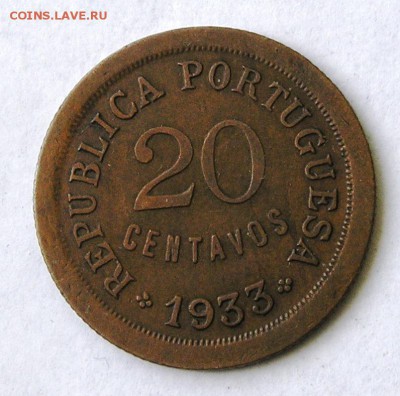 COINS.LAVE.RU
REPUBLICA PORTUGUESA
20
CENTAVOS
1933